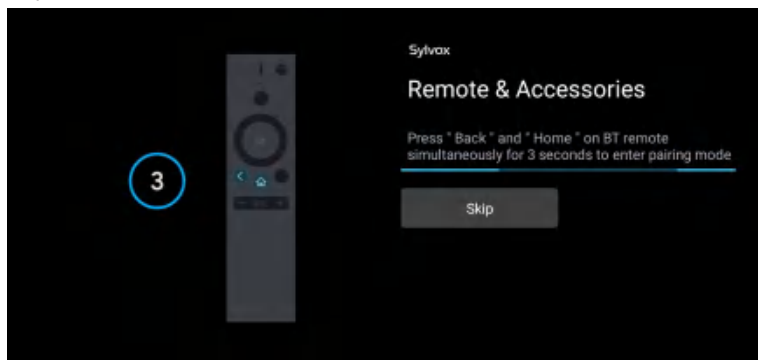 Sylvax
Remote & Accessories
Press " Back " and " Home " on BT remote
simultaneously for 3 seconds to enter pairing mode
3
Skip